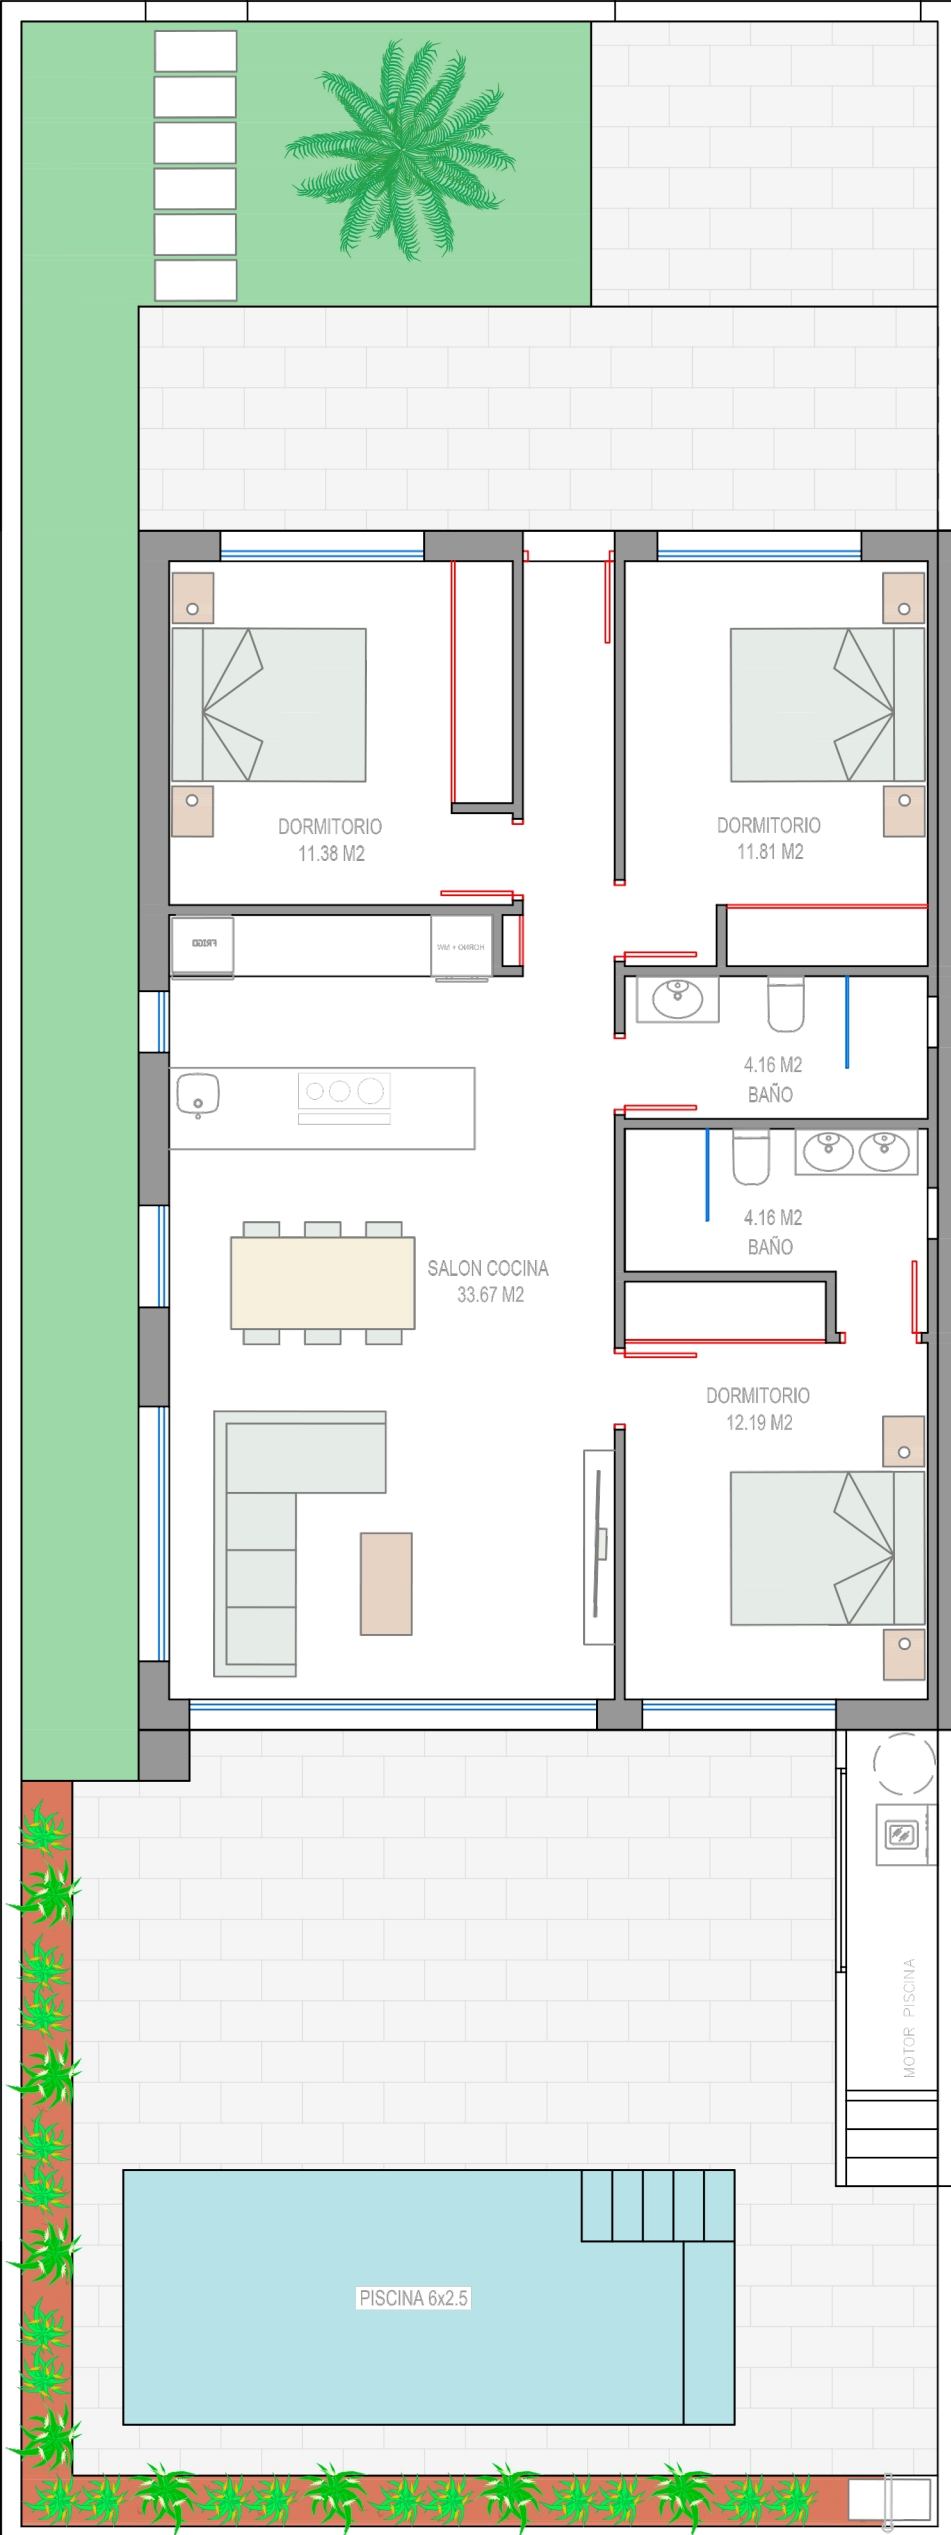 DORMITORIO
11.38 M2
DORMITORIO
11.81 M2
FRIGO
HORNO + MW
4.16 M2
BAÑO
4.16 M2
BAÑO
SALON COCINA
33.67 M2
DORMITORIO
12.19 M2
MOTOR PISCINA
PISCINA 6x2.5